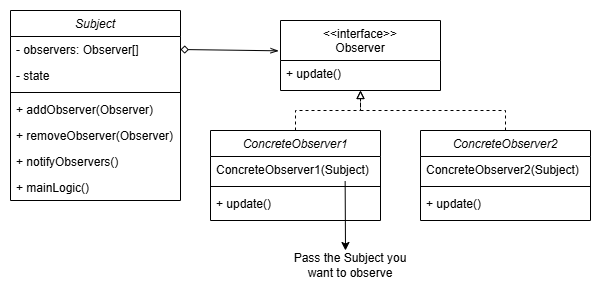 Subject
- observers: Observer[]
- state
+ addObserver(Observer)
+ removeObserver(Observer)
+ notifyObservers()
+ mainLogic()
<<interface>>
Observer
+ update()
ConcreteObserver1
ConcreteObserver1(Subject)
+ update()
Pass the Subject you
want to observe
ConcreteObserver2
ConcreteObserver2(Subject)
+ update()